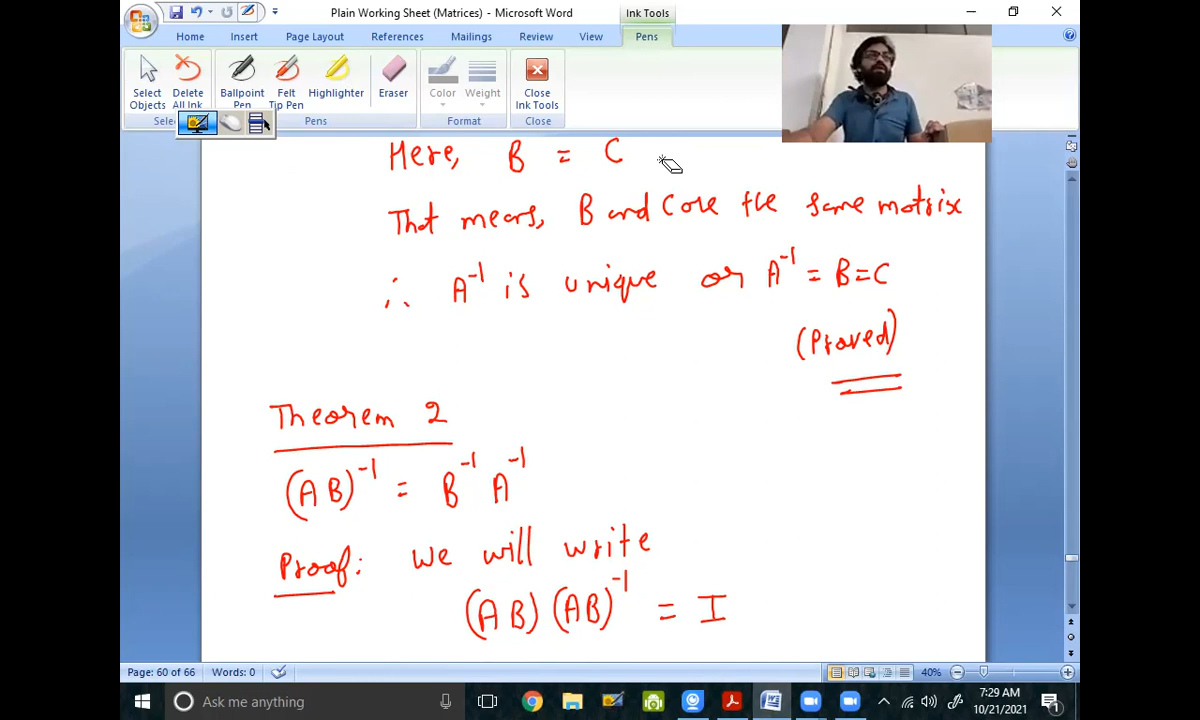 Plain Working Sheet (Matrices) - Microsoft Word
Ink Tools
Home Insert Page Layout References Mailings Review View Pens
Select Objects
Delete All Ink
Ballpoint Pen
Felt Tip Pen
Highlighter
Eraser
Color
Weight
Close Ink Tools
Pens Format Close
Here, B = C
That means, B and C are the same matrix
∴ A⁻¹ is unique or A⁻¹ = B = C
(Proved)
Theorem 2
(AB)⁻¹ = B⁻¹ A⁻¹
Proof: We will write
(AB)(AB)⁻¹ = I
Page: 60 of 66 Words: 0 40%
Ask me anything
7:29 AM
10/21/2021